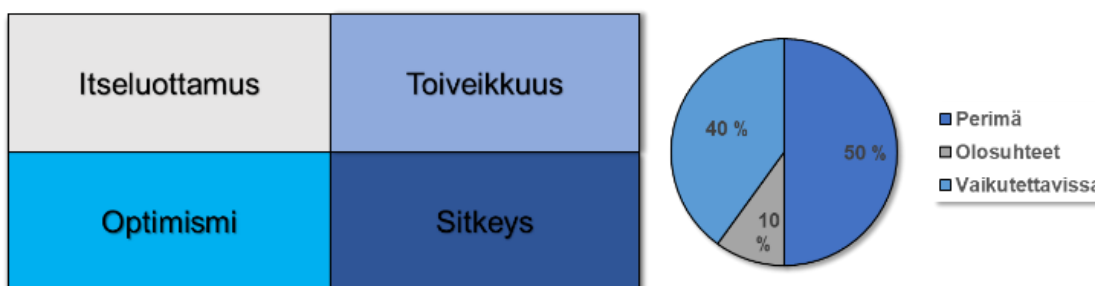 Itseluottamus
Toiveikkuus
Optimismi
Sitkeys
40 %
50 %
10
%
Perimä
Olosuhteet
Vaikutettavissa